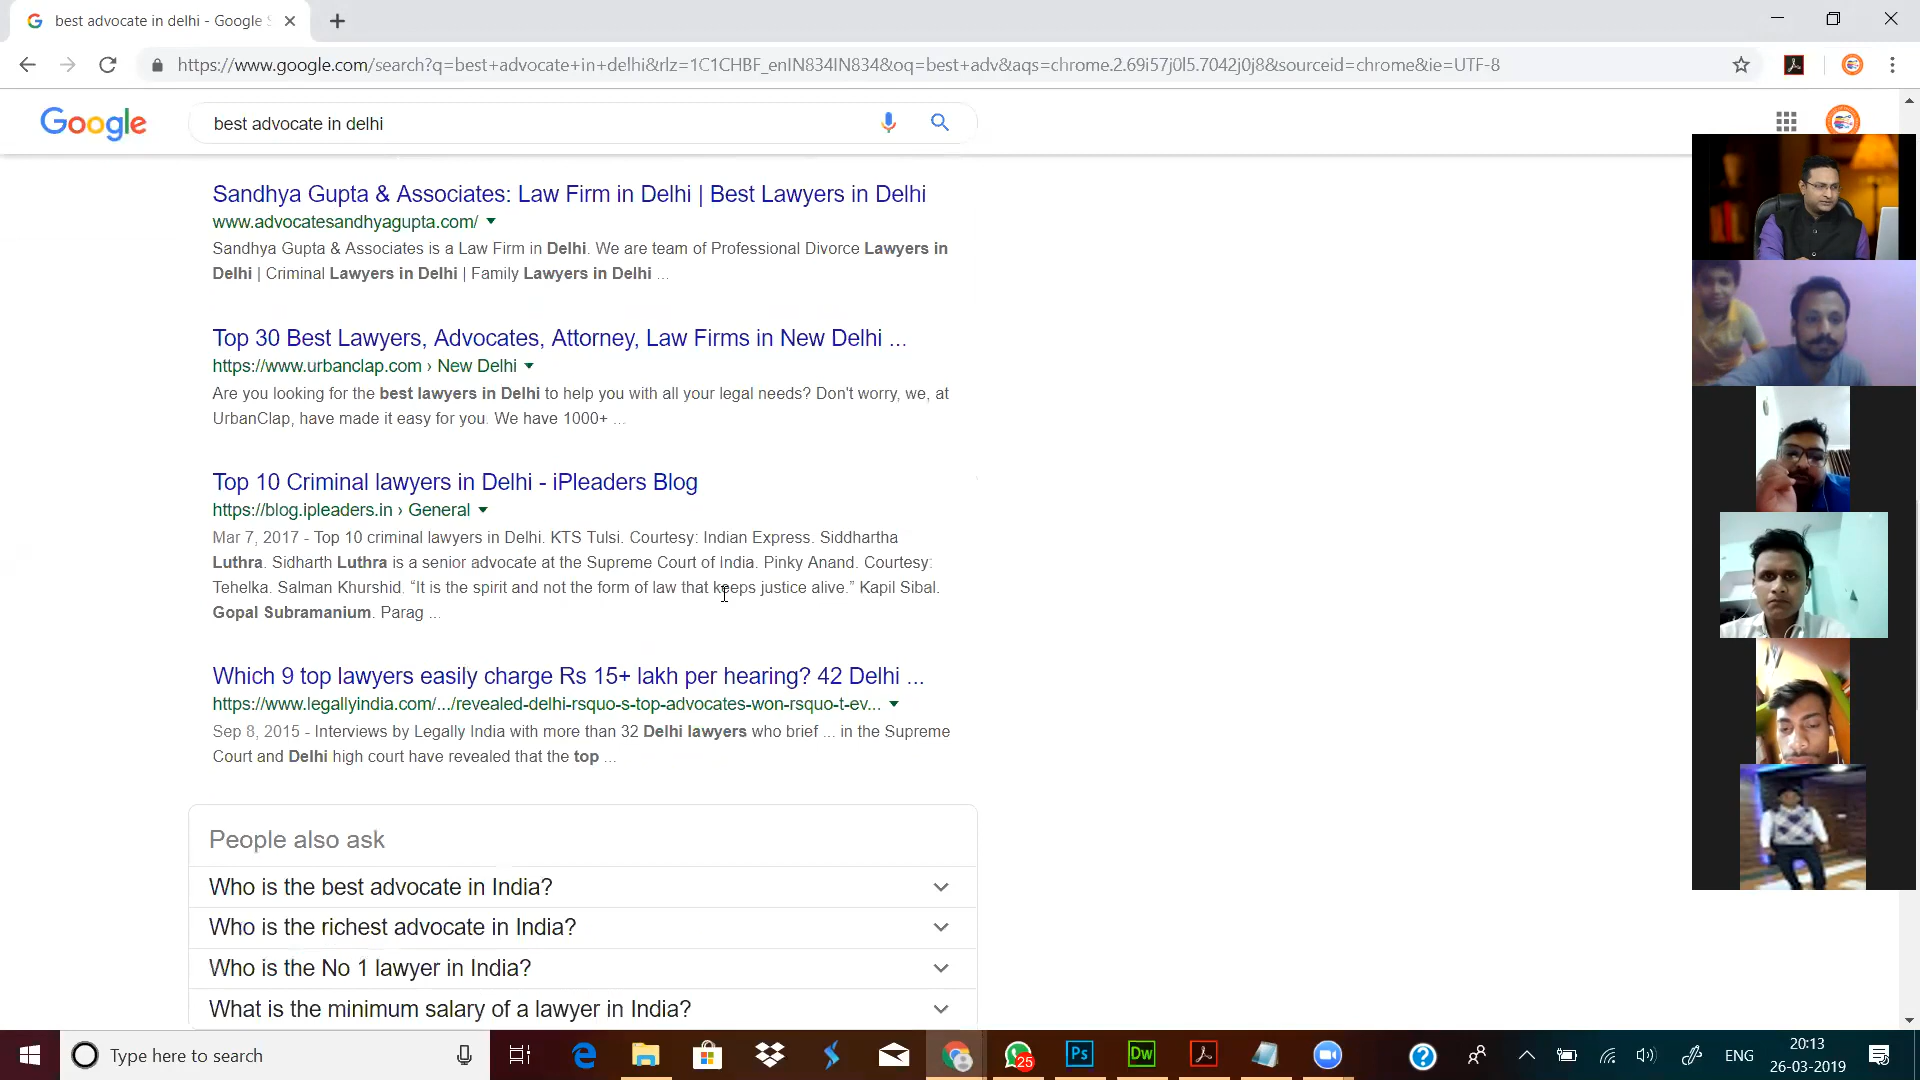 best advocate in delhi - Google S
https://www.google.com/search?q=best+advocate+in+delhi&rlz=1C1CHBF_enIN834IN834&oq=best+adv&aqs=chrome.2.69i57j0l5.7042j0j8&sourceid=chrome&ie=UTF-8
Google
best advocate in delhi
Sandhya Gupta & Associates: Law Firm in Delhi | Best Lawyers in Delhi
www.advocatesandhyagupta.com/
Sandhya Gupta & Associates is a Law Firm in Delhi. We are team of Professional Divorce Lawyers in
Delhi | Criminal Lawyers in Delhi | Family Lawyers in Delhi ...
Top 30 Best Lawyers, Advocates, Attorney, Law Firms in New Delhi ...
https://www.urbanclap.com › New Delhi
Are you looking for the best lawyers in Delhi to help you with all your legal needs? Don't worry, we, at
UrbanClap, have made it easy for you. We have 1000+ ...
Top 10 Criminal lawyers in Delhi - iPleaders Blog
https://blog.ipleaders.in › General
Mar 7, 2017 - Top 10 criminal lawyers in Delhi. KTS Tulsi. Courtesy: Indian Express. Siddhartha
Luthra. Sidharth Luthra is a senior advocate at the Supreme Court of India. Pinky Anand. Courtesy:
Tehelka. Salman Khurshid. “It is the spirit and not the form of law that keeps justice alive.” Kapil Sibal.
Gopal Subramanium. Parag ...
Which 9 top lawyers easily charge Rs 15+ lakh per hearing? 42 Delhi ...
https://www.legallyindia.com/.../revealed-delhi-rsquo-s-top-advocates-won-rsquo-t-ev...
Sep 8, 2015 - Interviews by Legally India with more than 32 Delhi lawyers who brief ... in the Supreme
Court and Delhi high court have revealed that the top ...
People also ask
Who is the best advocate in India?
Who is the richest advocate in India?
Who is the No 1 lawyer in India?
What is the minimum salary of a lawyer in India?
Type here to search
25
Ps
Dw
ENG
20:13
26-03-2019